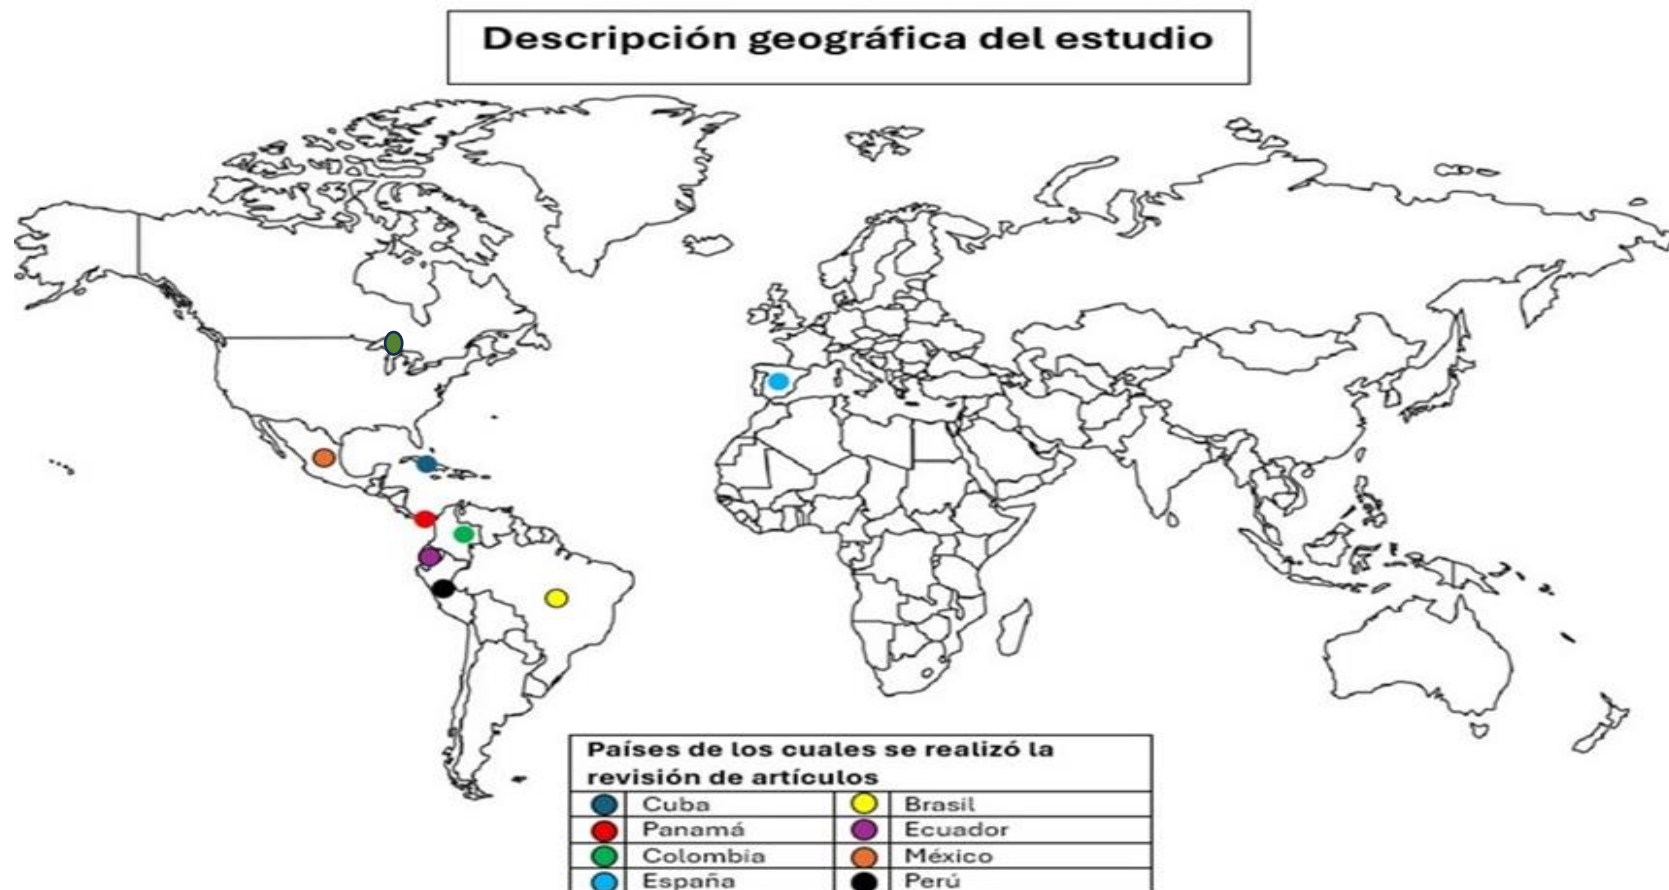 Descripción geográfica del estudio
Países de los cuales se realizó la
revisión de artículos
Cuba Brasil
Panamá Ecuador
Colombia México
España Perú